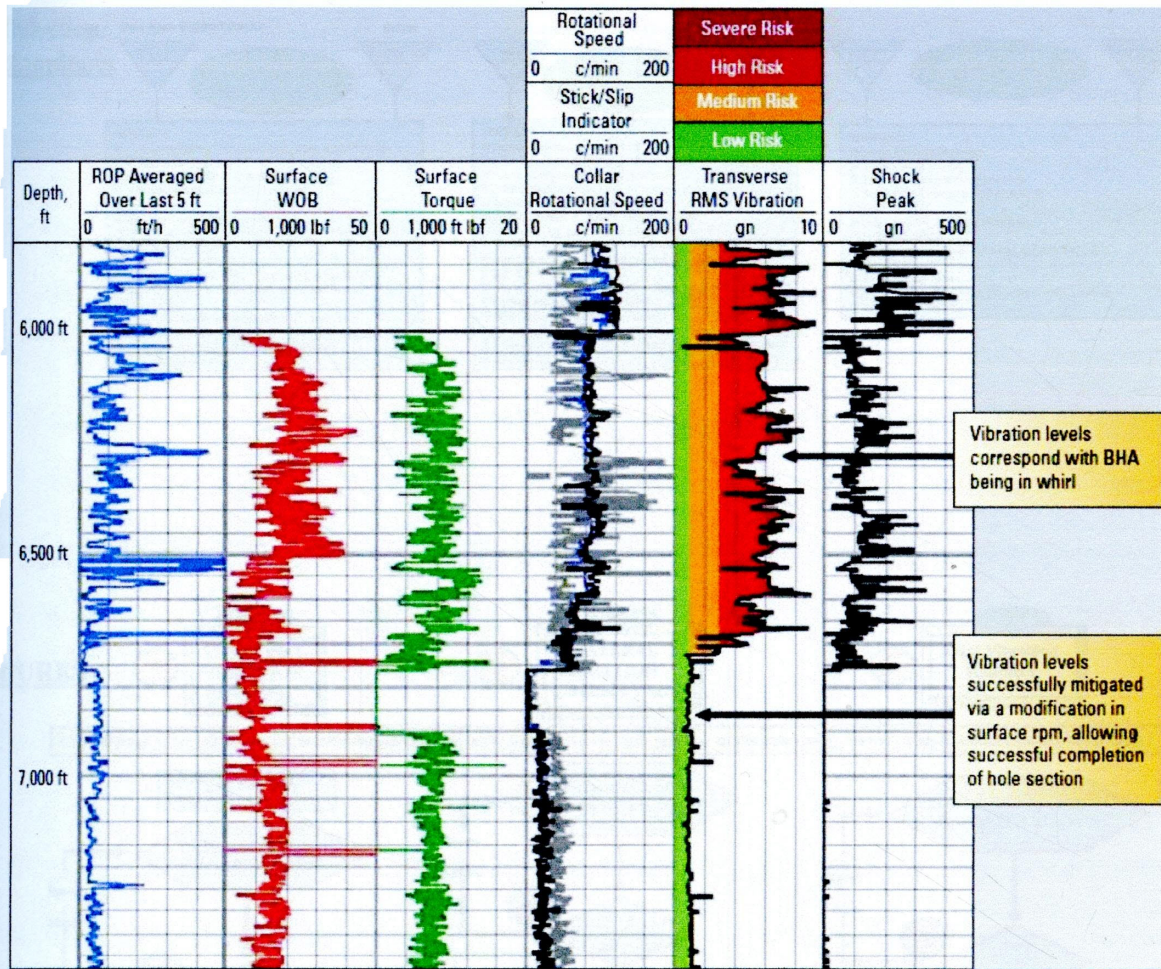 Rotational
Speed
0 c/min 200
Stick/Slip
Indicator
0 c/min 200
Severe Risk
High Risk
Medium Risk
Low Risk
Depth,
ft
ROP Averaged
Over Last 5 ft
0 ft/h 500
Surface
WOB
0 1,000 lbf 50
Surface
Torque
0 1,000 ft lbf 20
Collar
Rotational Speed
0 c/min 200
Transverse
RMS Vibration
0 gn 10
Shock
Peak
0 gn 500
6,000 ft
6,500 ft
7,000 ft
Vibration levels
correspond with BHA
being in whirl
Vibration levels
successfully mitigated
via a modification in
surface rpm, allowing
successful completion
of hole section